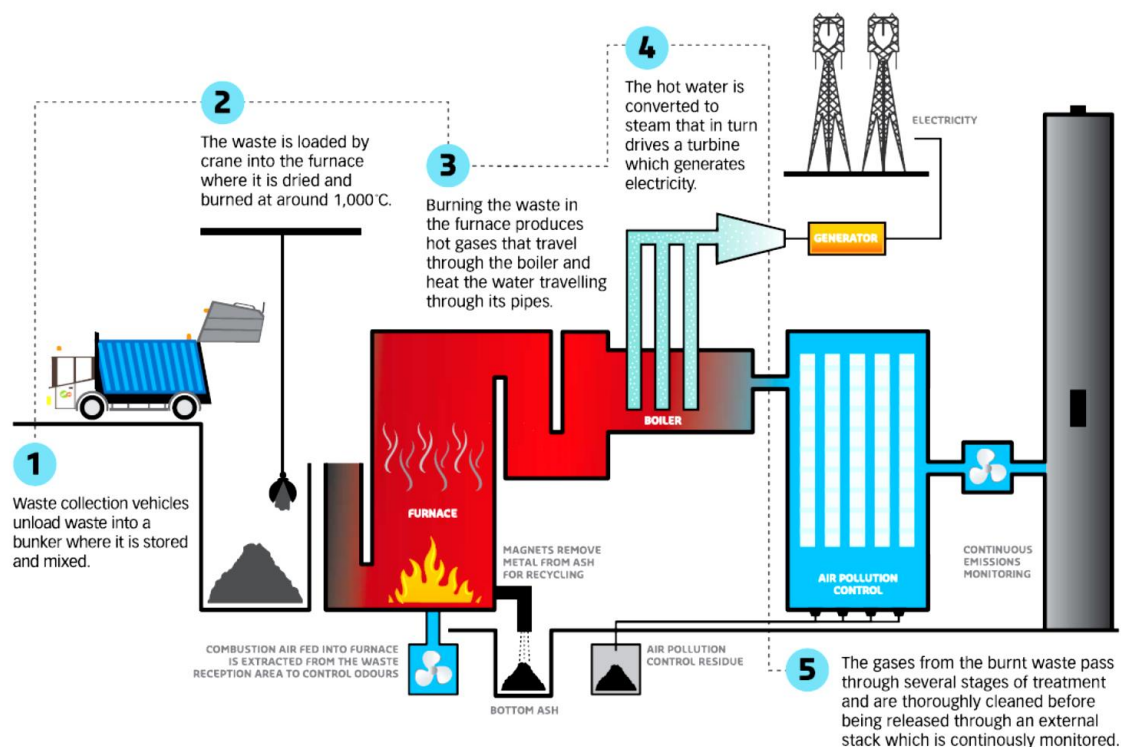 1
Waste collection vehicles
unload waste into a
bunker where it is stored
and mixed.
2
The waste is loaded by
crane into the furnace
where it is dried and
burned at around 1,000°C.
3
Burning the waste in
the furnace produces
hot gases that travel
through the boiler and
heat the water travelling
through its pipes.
4
The hot water is
converted to
steam that in turn
drives a turbine
which generates
electricity.
ELECTRICITY
GENERATOR
BOILER
FURNACE
MAGNETS REMOVE
METAL FROM ASH
FOR RECYCLING
AIR POLLUTION
CONTROL
CONTINUOUS
EMISSIONS
MONITORING
COMBUSTION AIR FED INTO FURNACE
IS EXTRACTED FROM THE WASTE
RECEPTION AREA TO CONTROL ODOURS
BOTTOM ASH
AIR POLLUTION
CONTROL RESIDUE
5
The gases from the burnt waste pass
through several stages of treatment
and are thoroughly cleaned before
being released through an external
stack which is continously monitored.